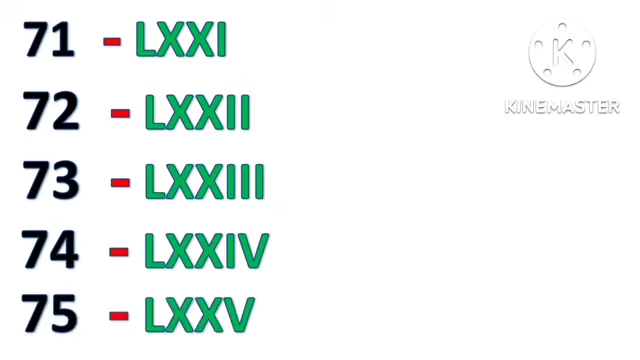 71 - LXXI
72 - LXXII
73 - LXXIII
74 - LXXIV
75 - LXXV
K
KINEMASTER